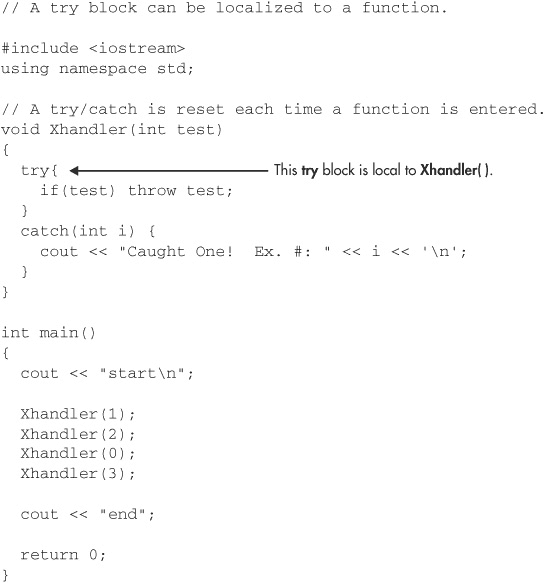 // A try block can be localized to a function.

#include <iostream>
using namespace std;

// A try/catch is reset each time a function is entered.
void Xhandler(int test)
{
  try{ This try block is local to Xhandler( ).
    if(test) throw test;
  }
  catch(int i) {
    cout << "Caught One!  Ex. #: " << i << '\n';
  }
}

int main()
{
  cout << "start\n";

  Xhandler(1);
  Xhandler(2);
  Xhandler(0);
  Xhandler(3);

  cout << "end";

  return 0;
}